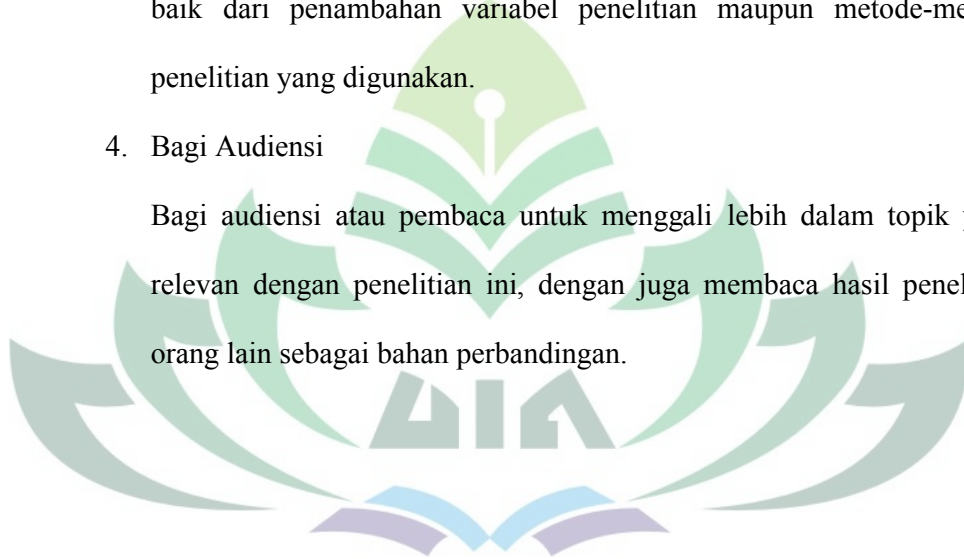 baik dari penambahan variabel penelitian maupun metode-me
penelitian yang digunakan.
4. Bagi Audiensi
Bagi audiensi atau pembaca untuk menggali lebih dalam topik
relevan dengan penelitian ini, dengan juga membaca hasil penel
orang lain sebagai bahan perbandingan.
UIN